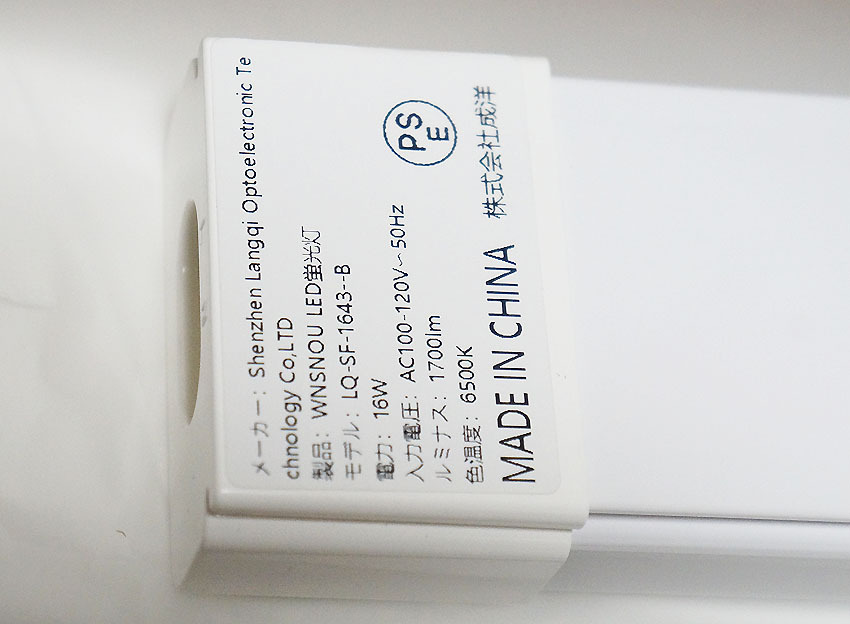 メーカー：Shenzhen Langqi Optoelectronic Te
chnology Co,LTD
製品：WNSNOU LED蛍光灯
モデル：LQ-SF-1643--B
電力：16W
入力電圧：AC100-120V～50Hz
ルミナス：1700lm
色温度：6500K
MADE IN CHINA
PS
E
株式会社成洋